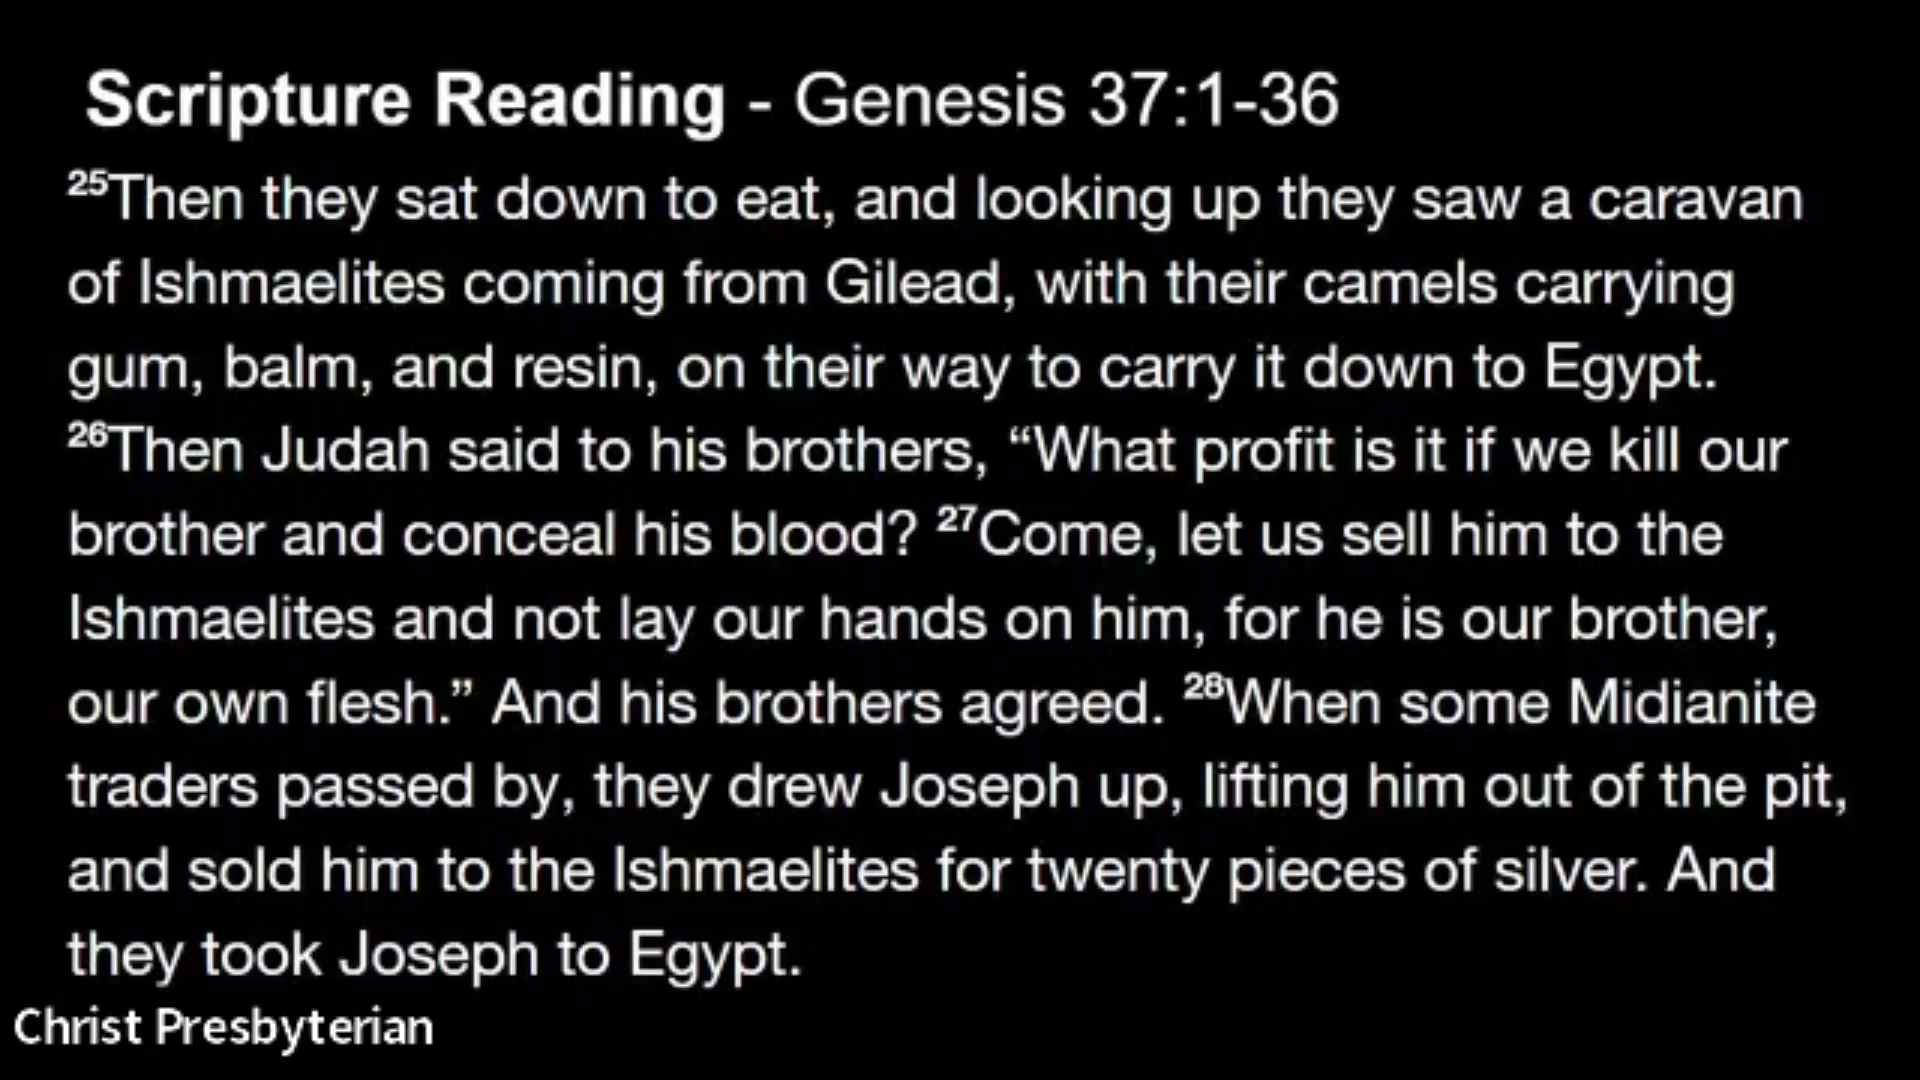 Scripture Reading - Genesis 37:1-36
²⁵Then they sat down to eat, and looking up they saw a caravan
of Ishmaelites coming from Gilead, with their camels carrying
gum, balm, and resin, on their way to carry it down to Egypt.
²⁶Then Judah said to his brothers, “What profit is it if we kill our
brother and conceal his blood? ²⁷Come, let us sell him to the
Ishmaelites and not lay our hands on him, for he is our brother,
our own flesh.” And his brothers agreed. ²⁸When some Midianite
traders passed by, they drew Joseph up, lifting him out of the pit,
and sold him to the Ishmaelites for twenty pieces of silver. And
they took Joseph to Egypt.
Christ Presbyterian